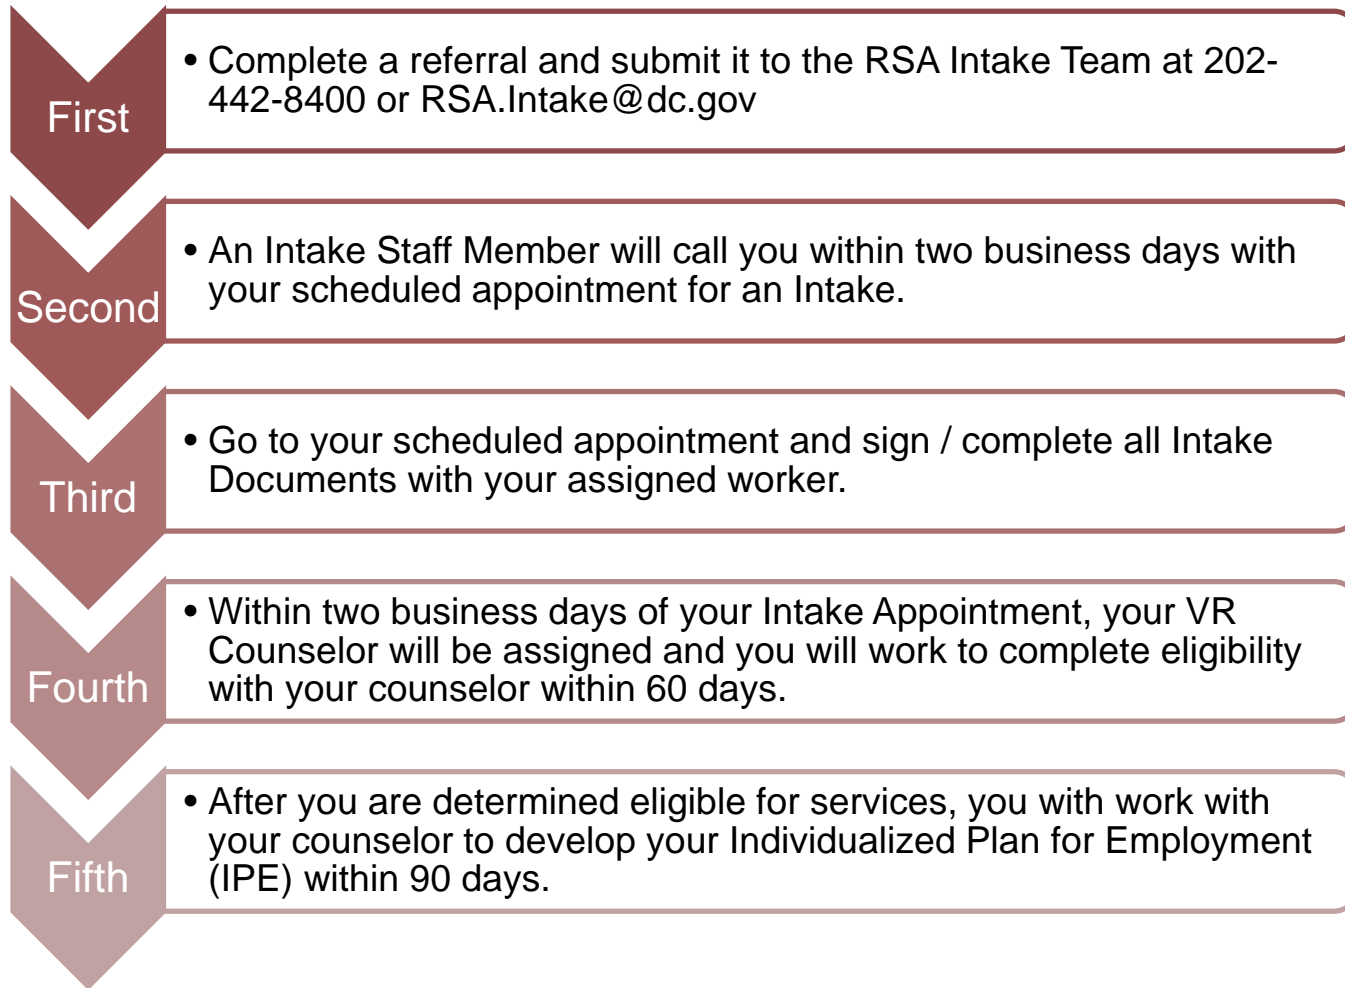 First
• Complete a referral and submit it to the RSA Intake Team at 202-
442-8400 or RSA.Intake@dc.gov
Second
• An Intake Staff Member will call you within two business days with
your scheduled appointment for an Intake.
Third
• Go to your scheduled appointment and sign / complete all Intake
Documents with your assigned worker.
Fourth
• Within two business days of your Intake Appointment, your VR
Counselor will be assigned and you will work to complete eligibility
with your counselor within 60 days.
Fifth
• After you are determined eligible for services, you with work with
your counselor to develop your Individualized Plan for Employment
(IPE) within 90 days.